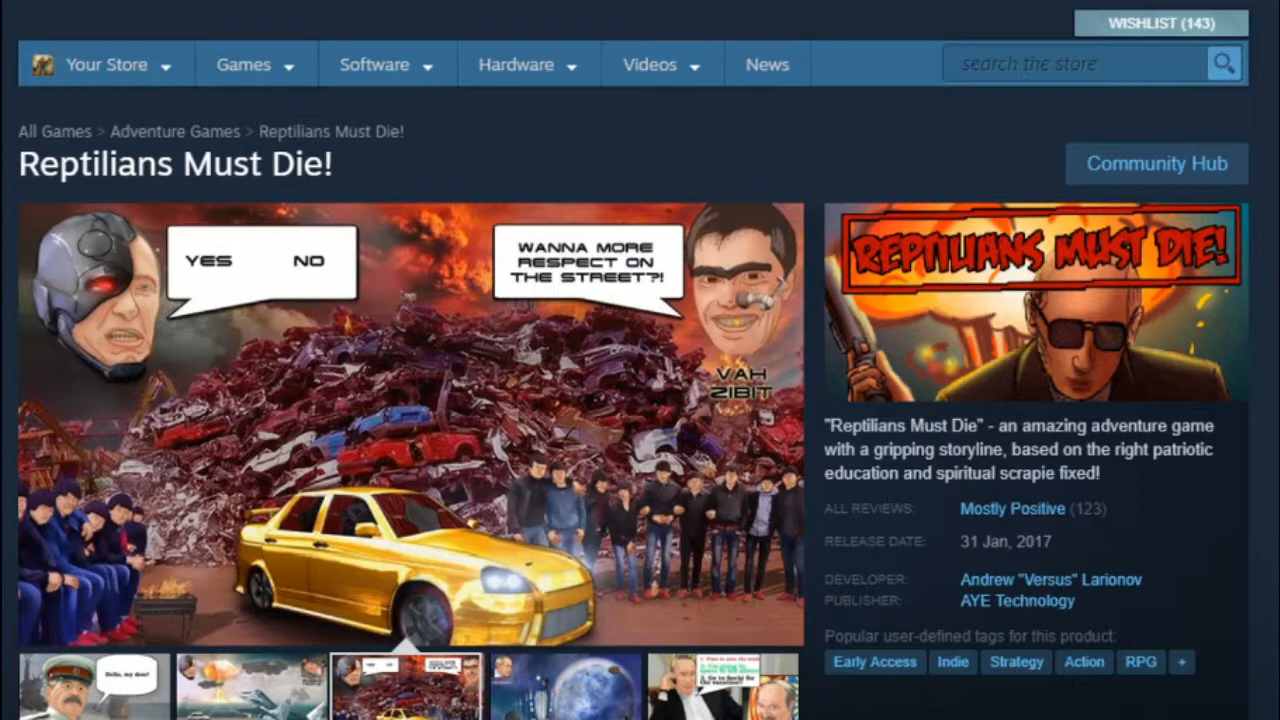 WISHLIST (143)
Your Store Games Software Hardware Videos News search the store
All Games > Adventure Games > Reptilians Must Die!
Reptilians Must Die!
Community Hub
YES NO
WANNA MORE
RESPECT ON
THE STREET?!
VAH
ZIBIT
REPTILIANS MUST DIE!
"Reptilians Must Die" - an amazing adventure game
with a gripping storyline, based on the right patriotic
education and spiritual scrapie fixed!
ALL REVIEWS: Mostly Positive (123)
RELEASE DATE: 31 Jan, 2017
DEVELOPER: Andrew "Versus" Larionov
PUBLISHER: AYE Technology
Popular user-defined tags for this product:
Early Access Indie Strategy Action RPG +
Hello, my dear!